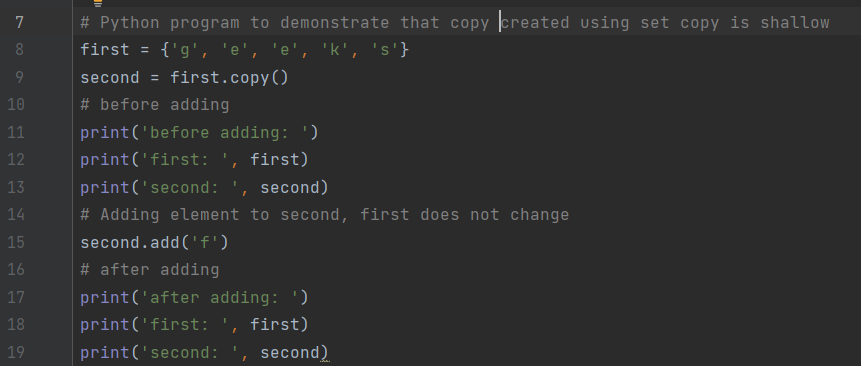 7 # Python program to demonstrate that copy created using set copy is shallow
8 first = {'g', 'e', 'e', 'k', 's'}
9 second = first.copy()
10 # before adding
11 print('before adding: ')
12 print('first: ', first)
13 print('second: ', second)
14 # Adding element to second, first does not change
15 second.add('f')
16 # after adding
17 print('after adding: ')
18 print('first: ', first)
19 print('second: ', second)